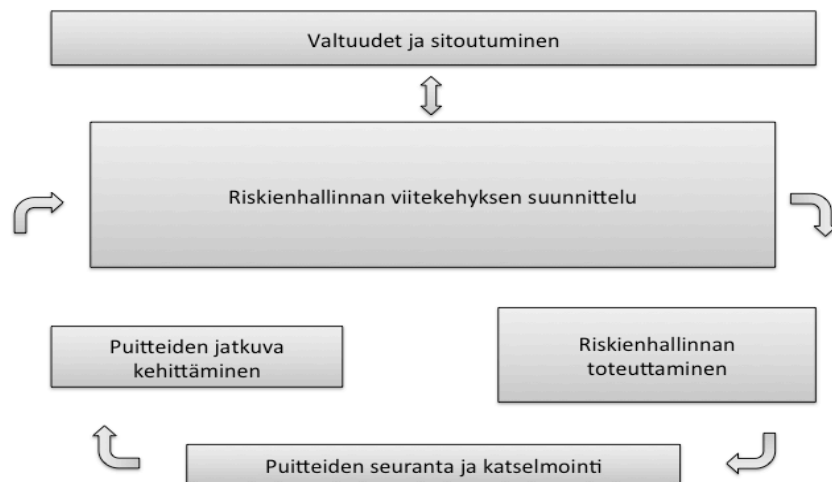 Valtuudet ja sitoutuminen
Riskienhallinnan viitekehyksen suunnittelu
Puitteiden jatkuva
kehittäminen
Riskienhallinnan
toteuttaminen
Puitteiden seuranta ja katselmointi